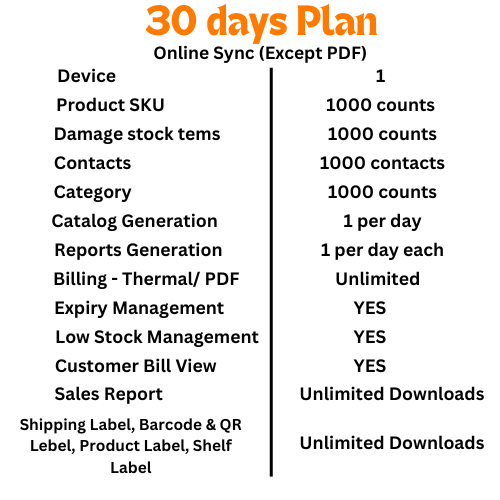 30 days Plan
Online Sync (Except PDF)
Device 1
Product SKU 1000 counts
Damage stock tems 1000 counts
Contacts 1000 contacts
Category 1000 counts
Catalog Generation 1 per day
Reports Generation 1 per day each
Billing - Thermal/ PDF Unlimited
Expiry Management YES
Low Stock Management YES
Customer Bill View YES
Sales Report Unlimited Downloads
Shipping Label, Barcode & QR
Lebel, Product Label, Shelf
Label
Unlimited Downloads